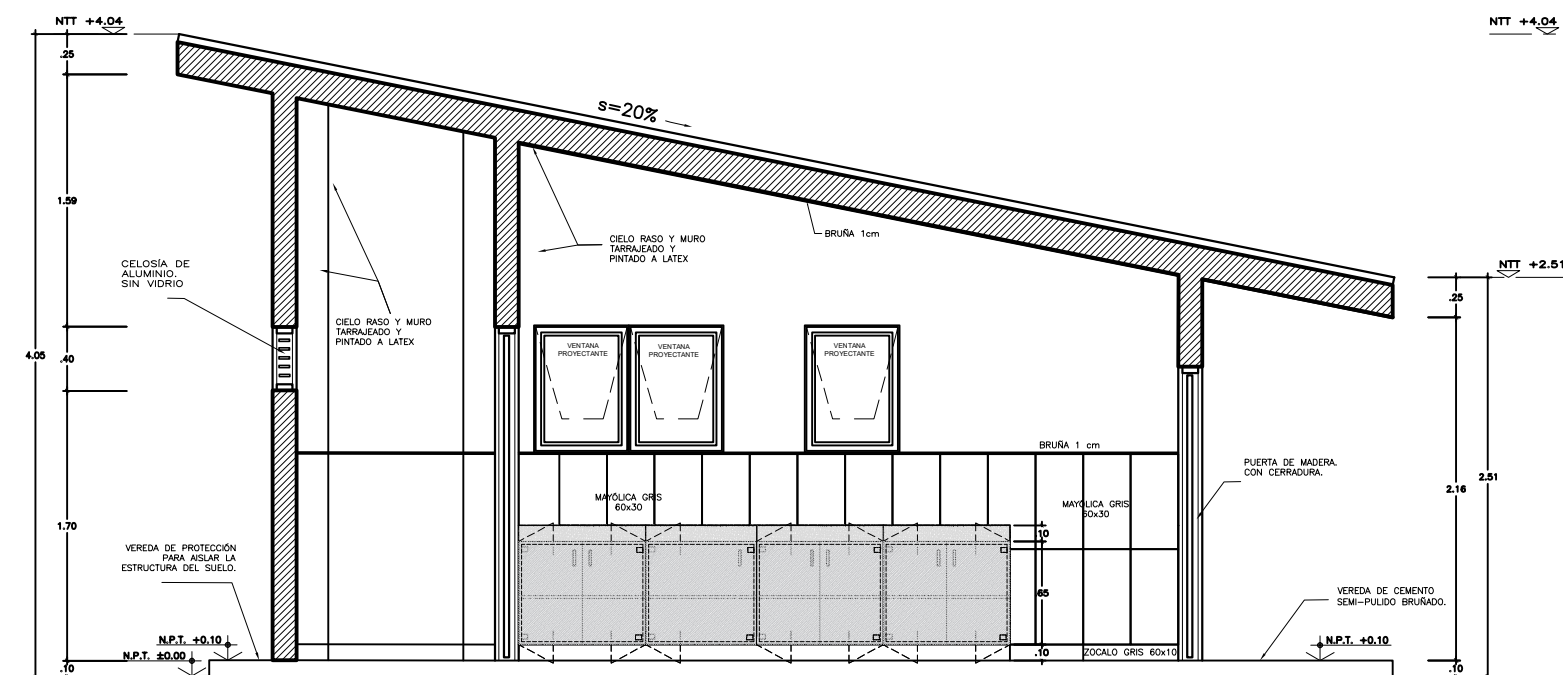 NTT +4.04
NTT +4.04
.25
s=20%
1.59
BRUÑA 1cm
CIELO RASO Y MURO
TARRAJEADO Y
PINTADO A LATEX
CELOSÍA DE
ALUMINIO.
SIN VIDRIO
NTT +2.51
.25
CIELO RASO Y MURO
TARRAJEADO Y
PINTADO A LATEX
4.05
.40
VENTANA
PROYECTANTE
VENTANA
PROYECTANTE
VENTANA
PROYECTANTE
BRUÑA 1 cm
PUERTA DE MADERA.
CON CERRADURA.
2.16
2.51
MAYÓLICA GRIS
60x30
MAYÓLICA GRIS
60x30
1.70
.10
VEREDA DE PROTECCIÓN
PARA AISLAR LA
ESTRUCTURA DEL SUELO.
.65
VEREDA DE CEMENTO
SEMI-PULIDO BRUÑADO.
N.P.T. +0.10
N.P.T. +0.10
N.P.T. ±0.00
.10
ZOCALO GRIS 60x10
.10
.10